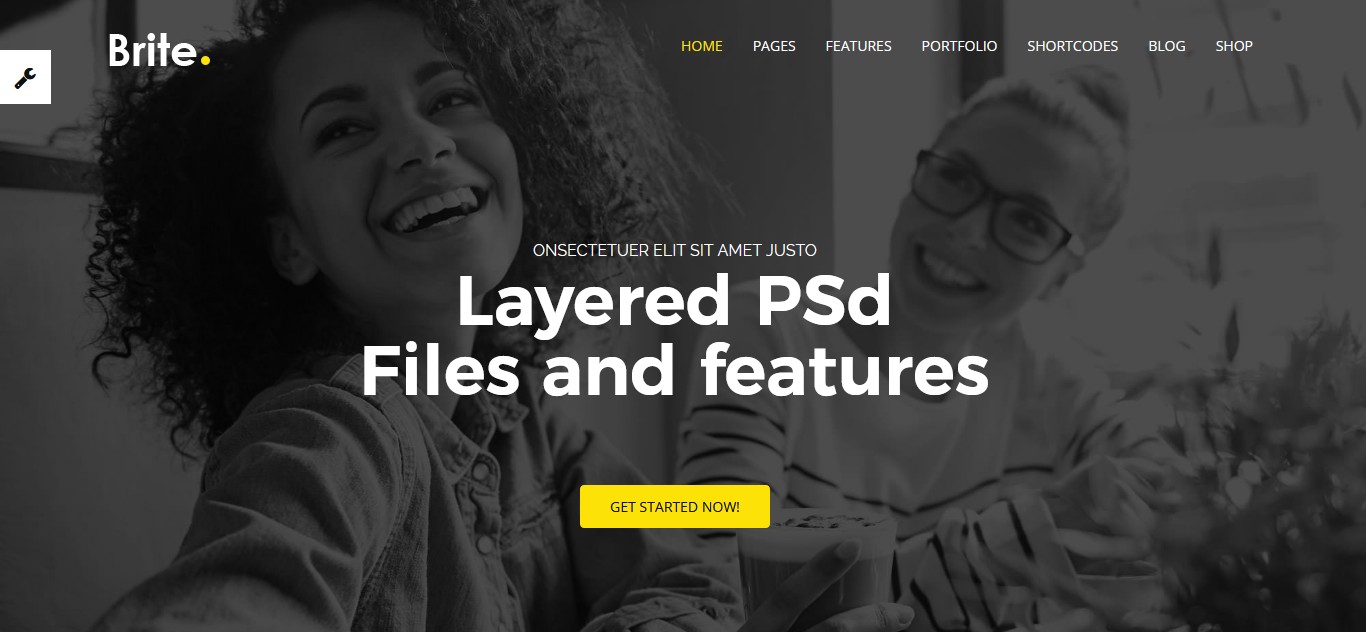 Brite.
HOME PAGES FEATURES PORTFOLIO SHORTCODES BLOG SHOP
ONSECTETUER ELIT SIT AMET JUSTO
Layered PSd
Files and features
GET STARTED NOW!